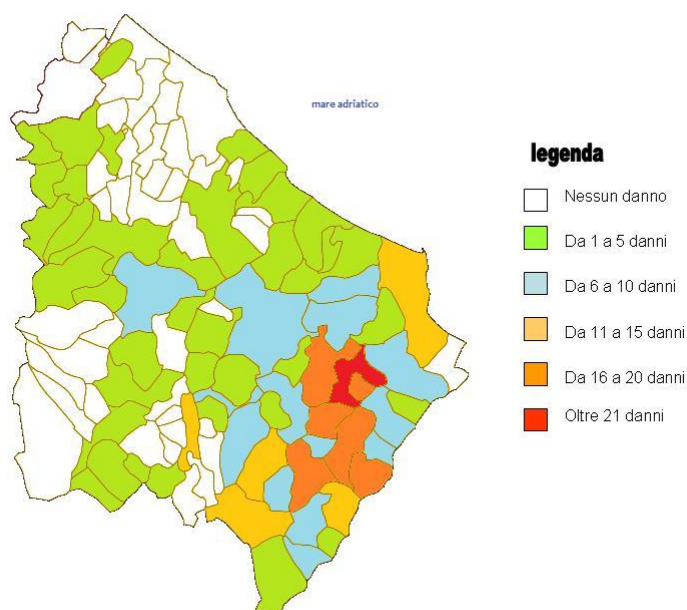 mare adriatico
legenda
Nessun danno
Da 1 a 5 danni
Da 6 a 10 danni
Da 11 a 15 danni
Da 16 a 20 danni
Oltre 21 danni